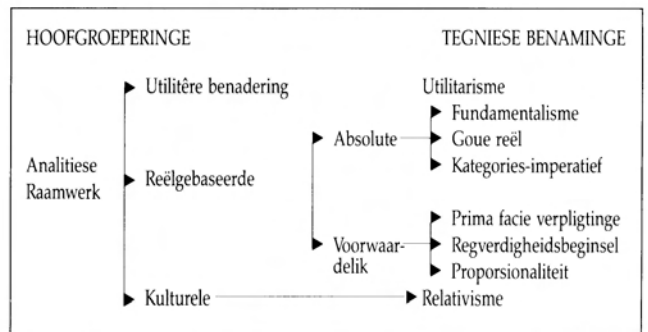 HOOFGROEPERINGE
TEGNIESE BENAMINGE
Utilitêre benadering
Utilitarisme
Fundamentalisme
Absolute
Goue reël
Kategories-imperatief
Analitiese
Raamwerk
Reëlgebaseerde
Prima facie verpligtinge
Voorwaar-
delik
Regverdigheidsbeginsel
Proporsionaliteit
Kulturele
Relativisme